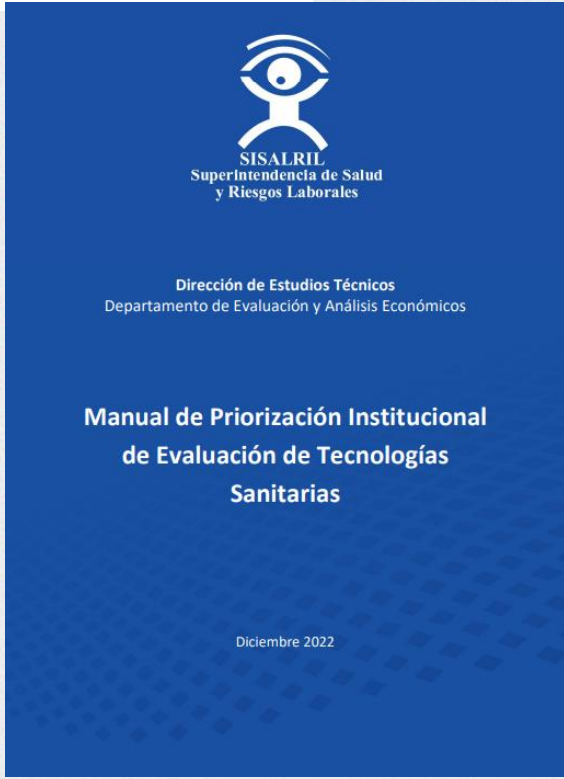 SISALRIL
Superintendencia de Salud
y Riesgos Laborales
Dirección de Estudios Técnicos
Departamento de Evaluación y Análisis Económicos
Manual de Priorización Institucional
de Evaluación de Tecnologías
Sanitarias
Diciembre 2022